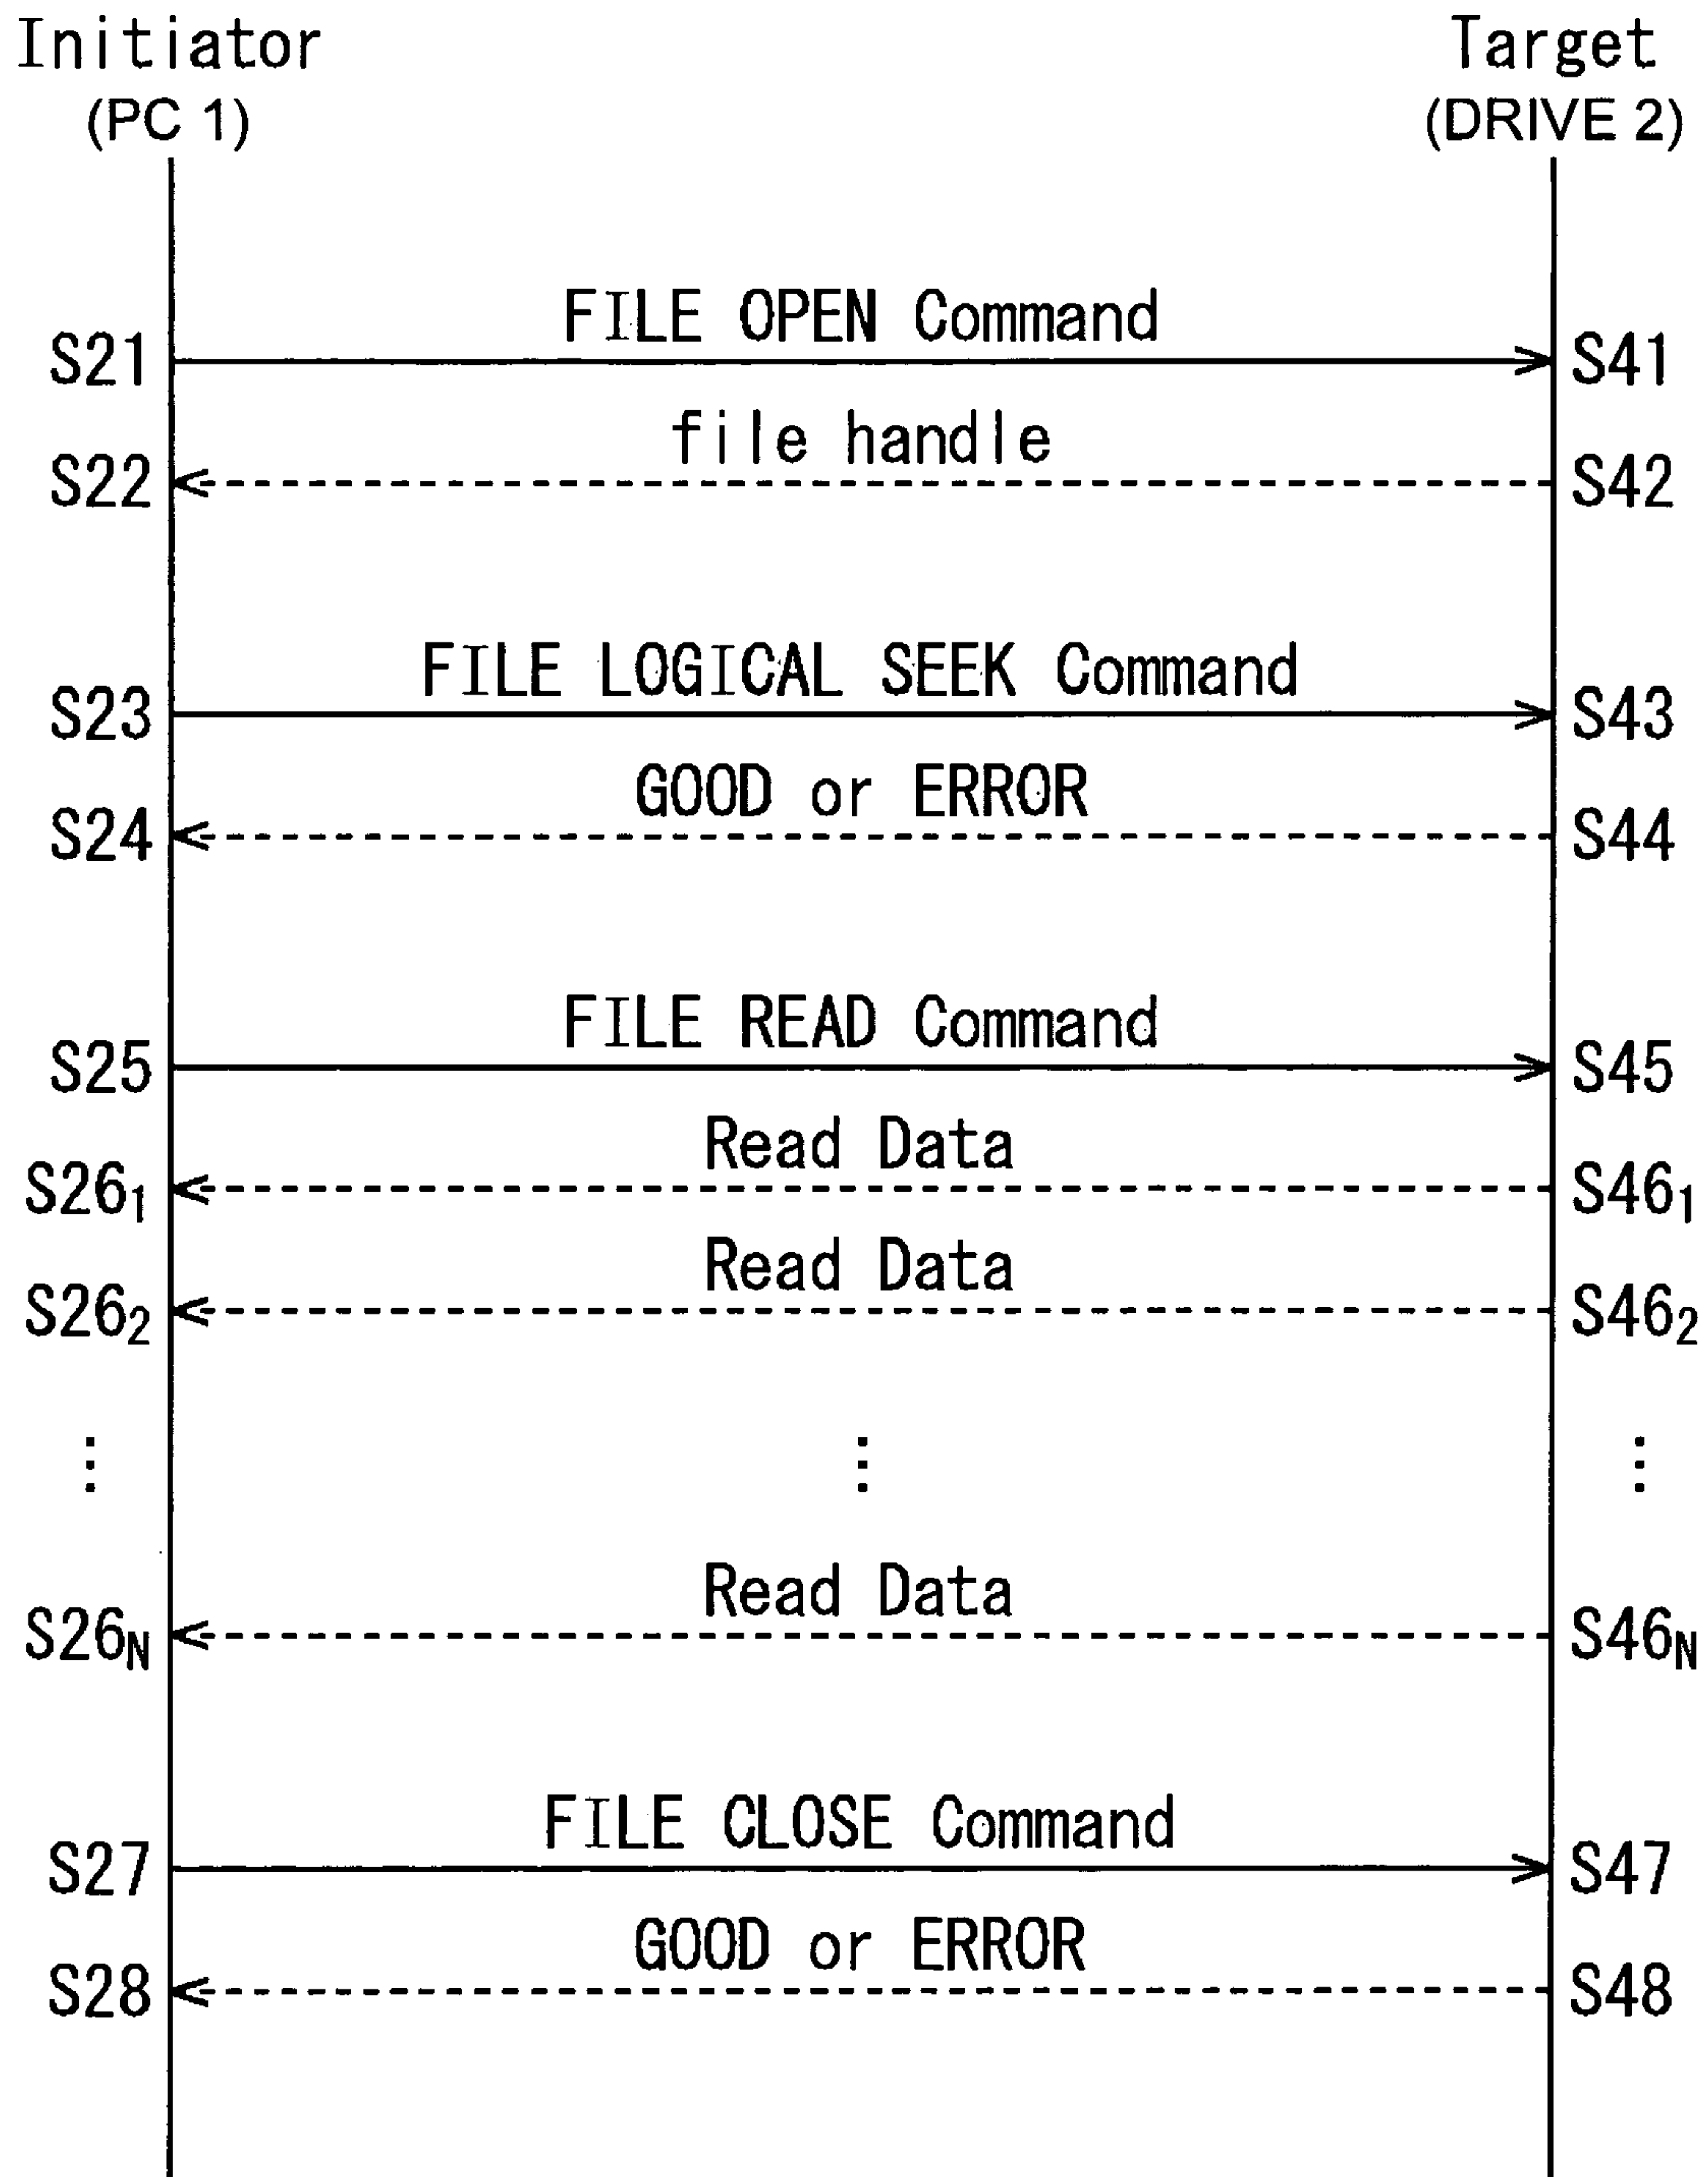 Initiator Target
(PC 1) (DRIVE 2)
FILE OPEN Command
S21 S41
file handle
S22 S42
FILE LOGICAL SEEK Command
S23 S43
GOOD or ERROR
S24 S44
FILE READ Command
S25 S45
Read Data
S26₁ S46₁
Read Data
S26₂ S46₂
⋮ ⋮ ⋮
Read Data
S26N S46N
FILE CLOSE Command
S27 S47
GOOD or ERROR
S28 S48